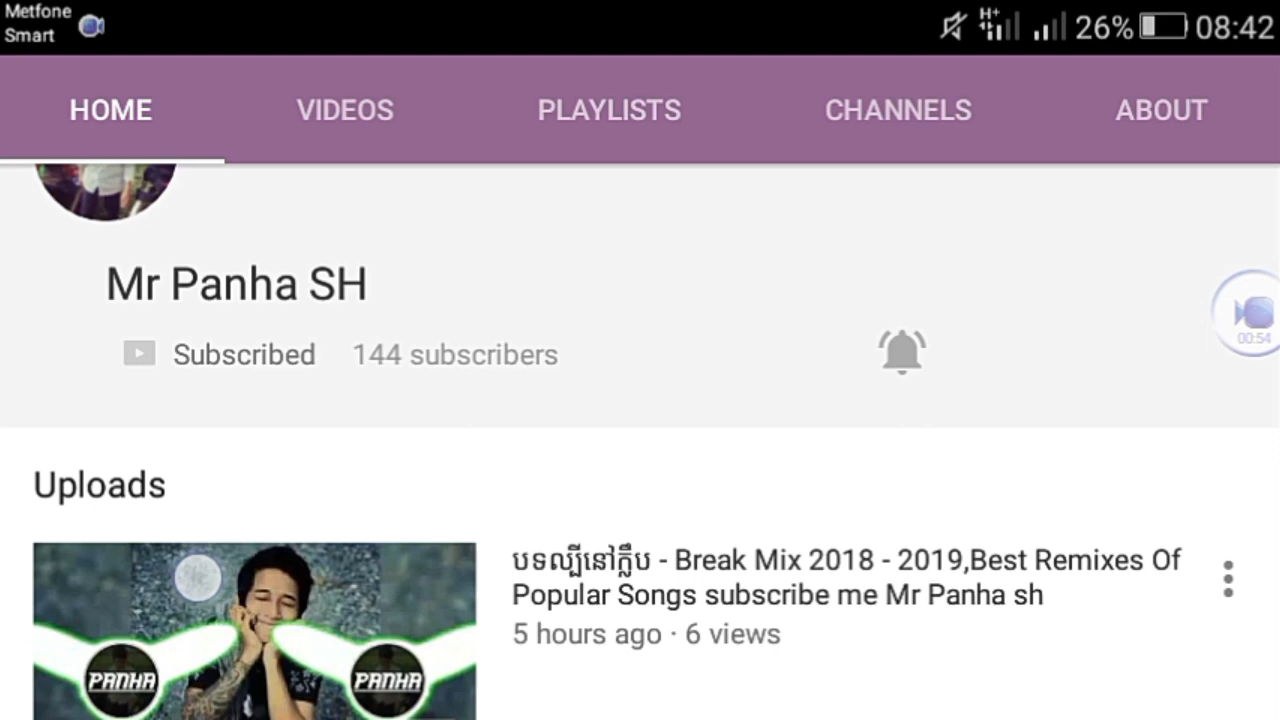 Metfone
Smart
H+
26%
08:42
HOME
VIDEOS
PLAYLISTS
CHANNELS
ABOUT
Mr Panha SH
00:54
Subscribed
144 subscribers
Uploads
បទល្បីនៅក្លឹប - Break Mix 2018 - 2019,Best Remixes Of
Popular Songs subscribe me Mr Panha sh
5 hours ago · 6 views
PANHA
PANHA